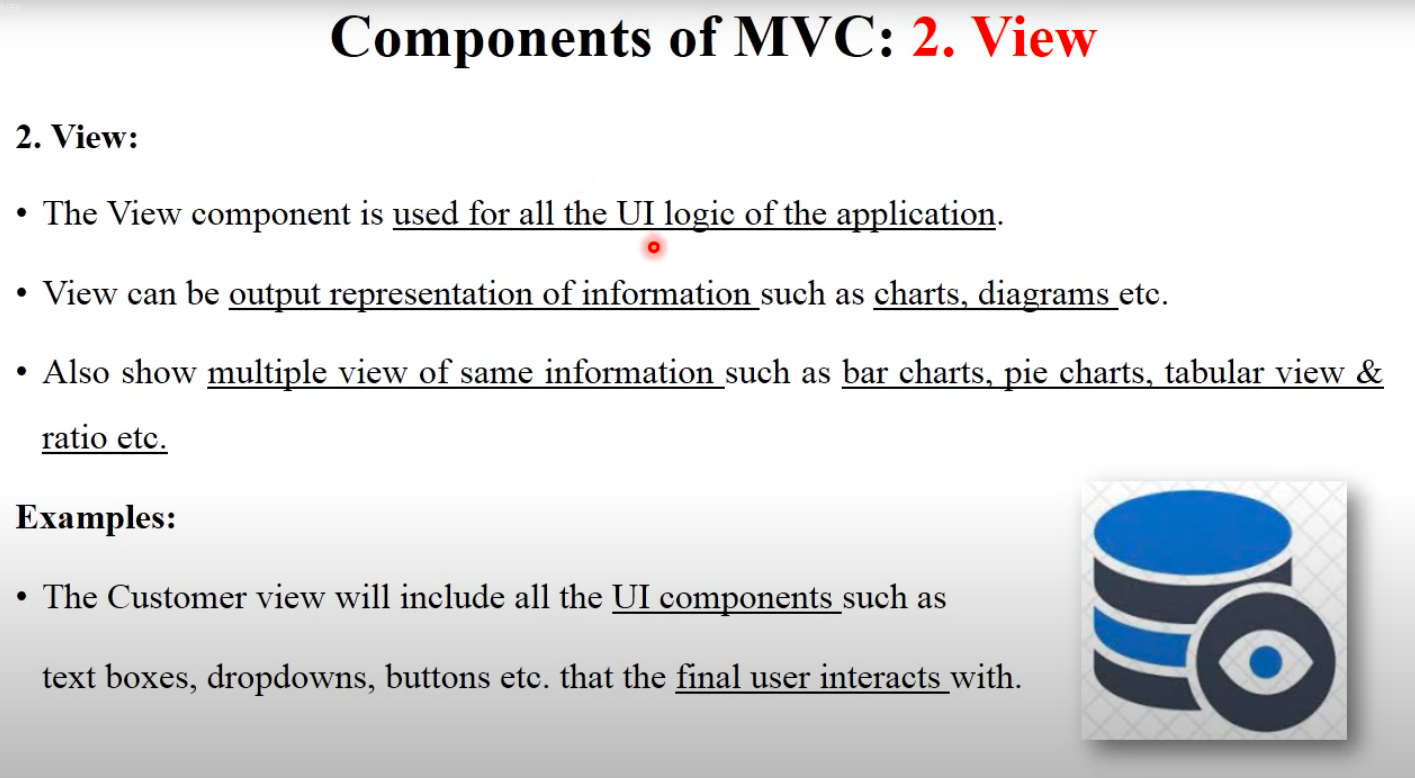 Components of MVC: 2. View
2. View:
• The View component is used for all the UI logic of the application.
• View can be output representation of information such as charts, diagrams etc.
• Also show multiple view of same information such as bar charts, pie charts, tabular view &
ratio etc.
Examples:
• The Customer view will include all the UI components such as
text boxes, dropdowns, buttons etc. that the final user interacts with.